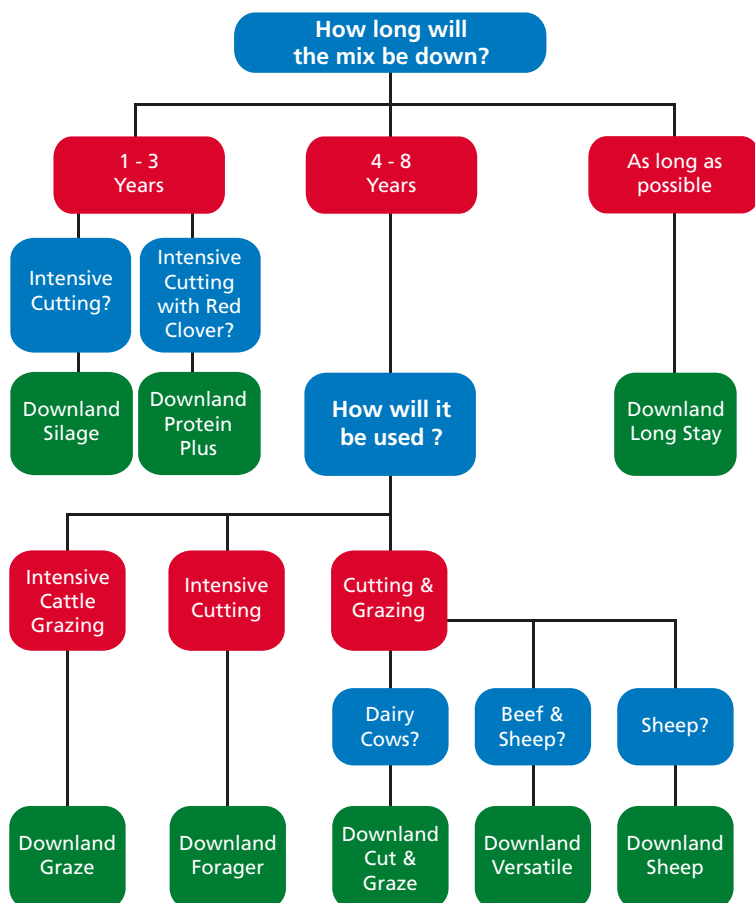 How long will
the mix be down?
1 - 3
Years
4 - 8
Years
As long as
possible
Intensive
Cutting?
Intensive
Cutting
with Red
Clover?
Downland
Silage
Downland
Protein
Plus
How will it
be used ?
Downland
Long Stay
Intensive
Cattle
Grazing
Intensive
Cutting
Cutting &
Grazing
Dairy
Cows?
Beef &
Sheep?
Sheep?
Downland
Graze
Downland
Forager
Downland
Cut &
Graze
Downland
Versatile
Downland
Sheep